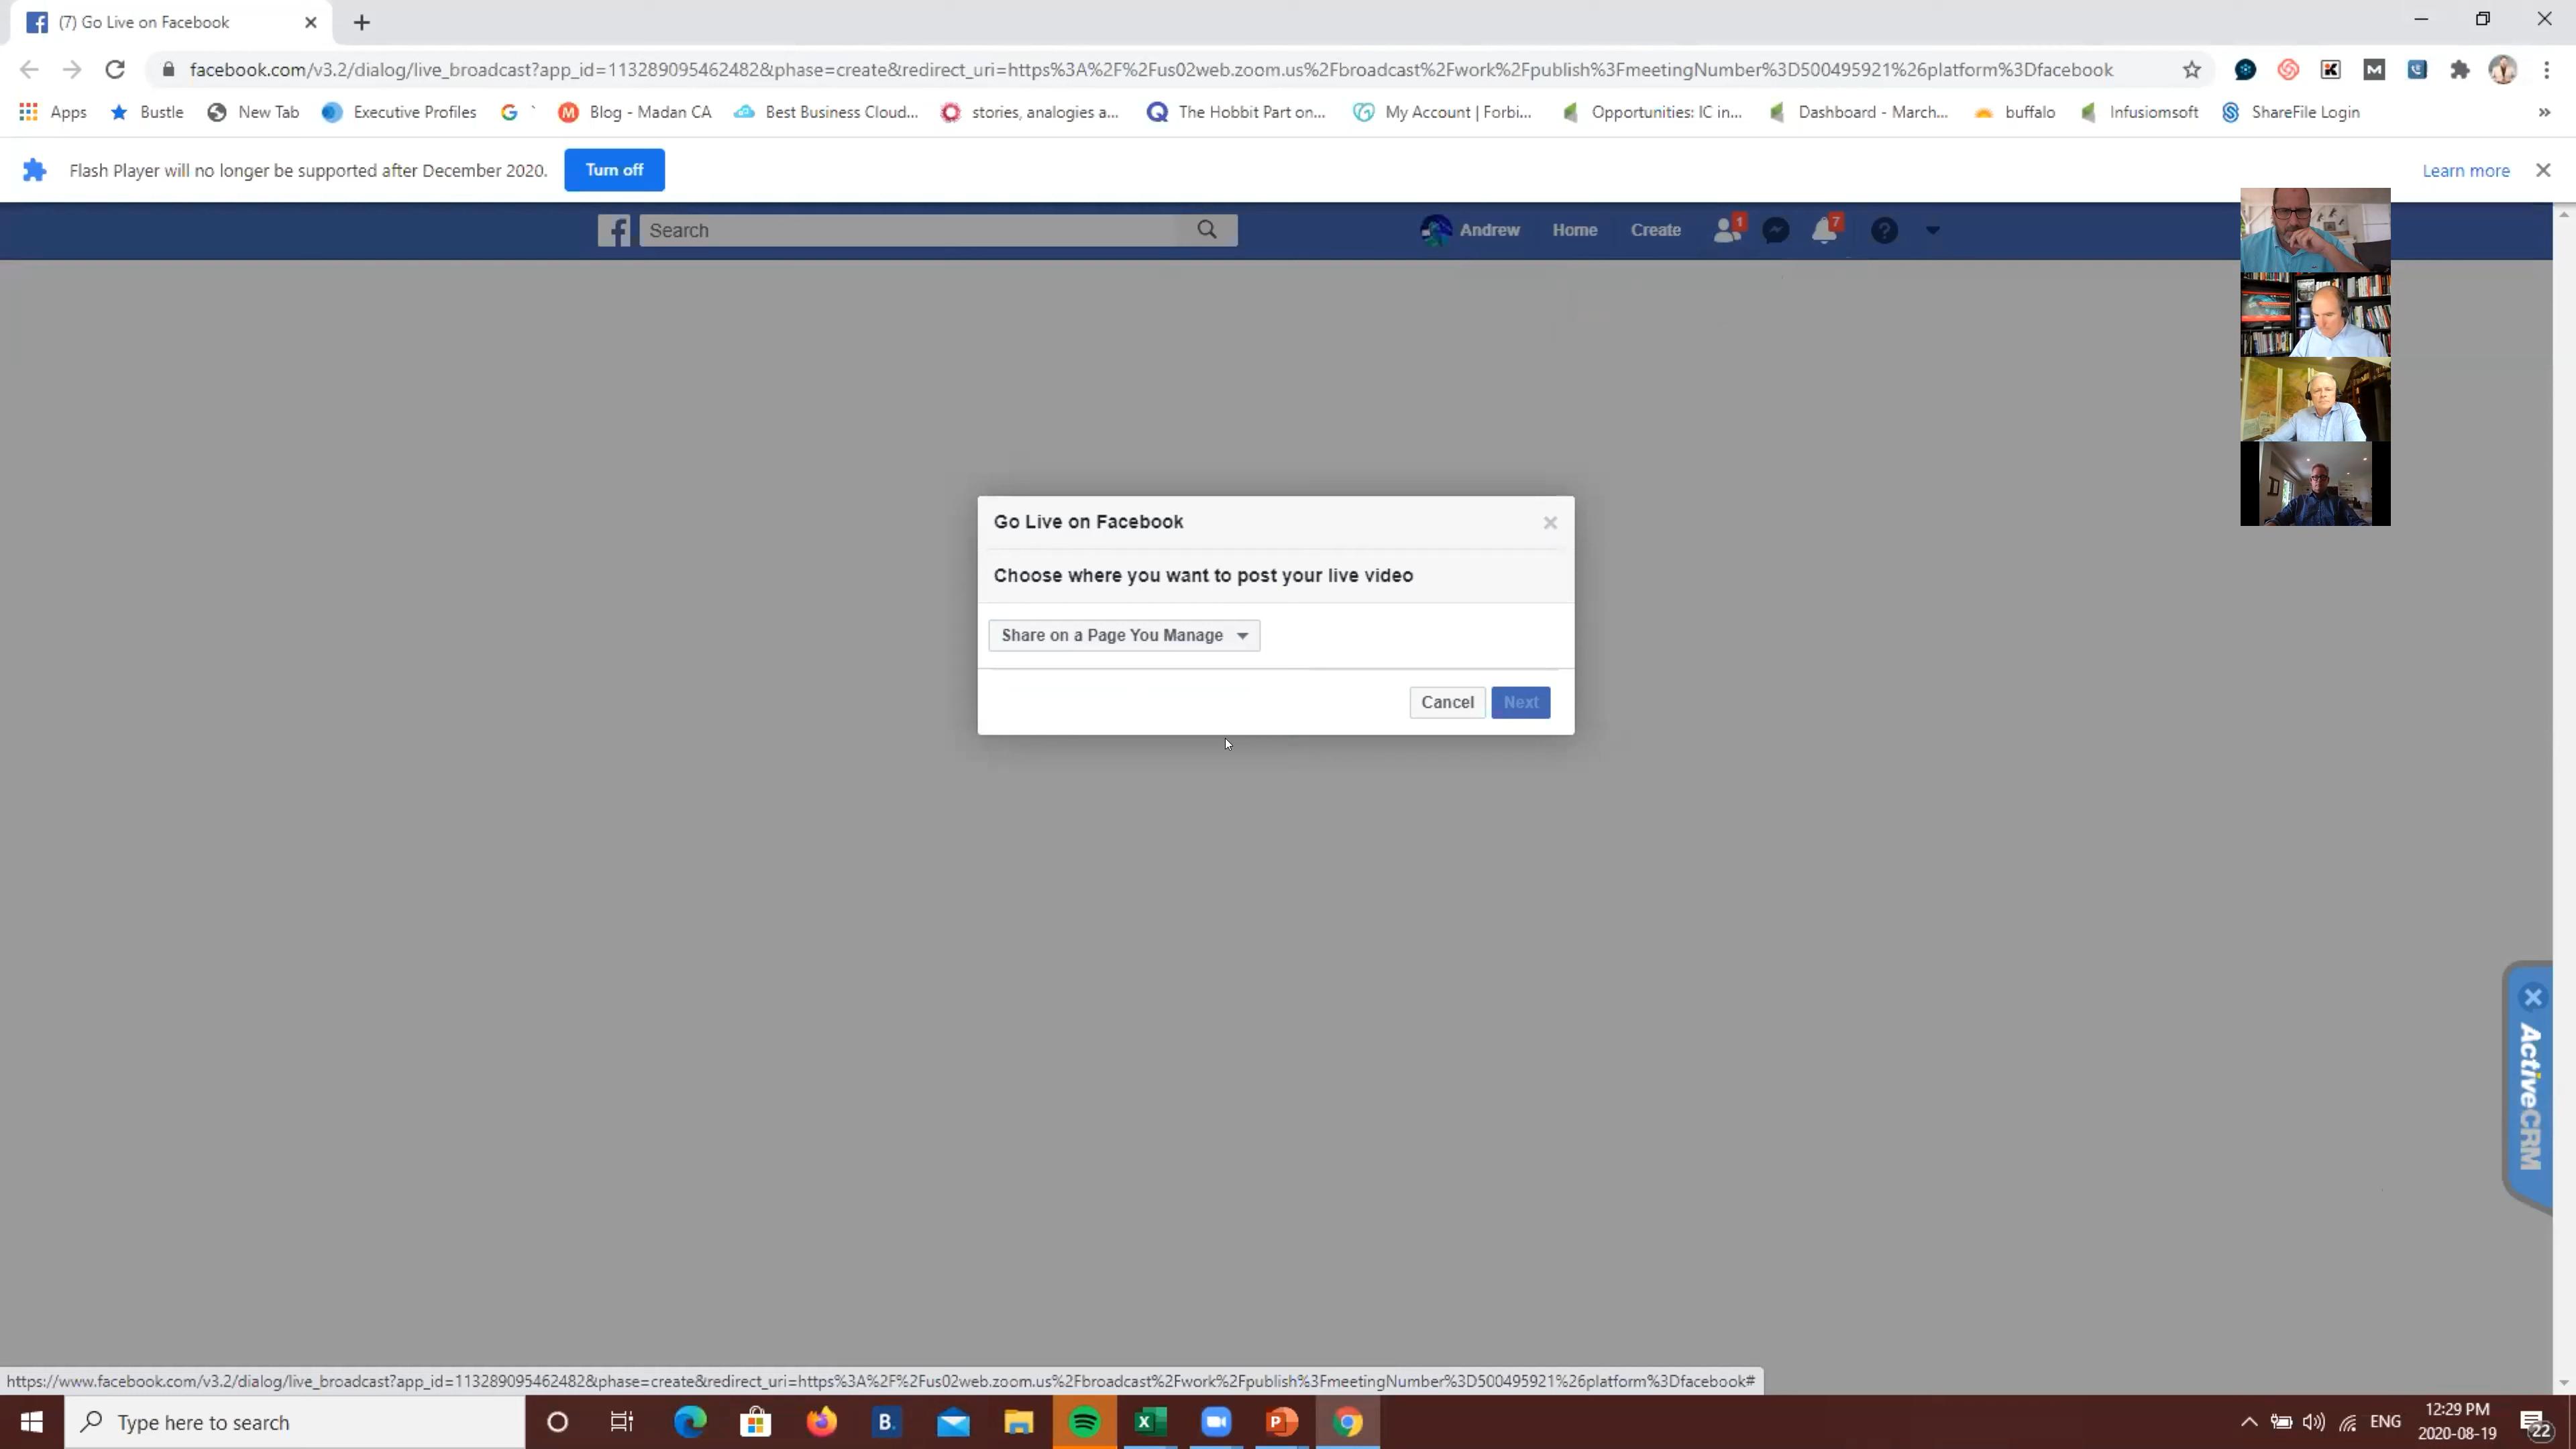 (7) Go Live on Facebook
facebook.com/v3.2/dialog/live_broadcast?app_id=113289095462482&phase=create&redirect_uri=https%3A%2F%2Fus02web.zoom.us%2Fbroadcast%2Fwork%2Fpublish%3FmeetingNumber%3D500495921%26platform%3Dfacebook
Apps Bustle New Tab Executive Profiles ` Blog - Madan CA Best Business Cloud... stories, analogies a... The Hobbit Part on... My Account | Forbi... Opportunities: IC in... Dashboard - March... buffalo Infusiomsoft ShareFile Login »
Flash Player will no longer be supported after December 2020. Turn off Learn more
Search Andrew Home Create 1 7
Go Live on Facebook
Choose where you want to post your live video
Share on a Page You Manage
Cancel Next
ActiveCRM
https://www.facebook.com/v3.2/dialog/live_broadcast?app_id=113289095462482&phase=create&redirect_uri=https%3A%2F%2Fus02web.zoom.us%2Fbroadcast%2Fwork%2Fpublish%3FmeetingNumber%3D500495921%26platform%3Dfacebook#
Type here to search B. ENG 12:29 PM
2020-08-19 22